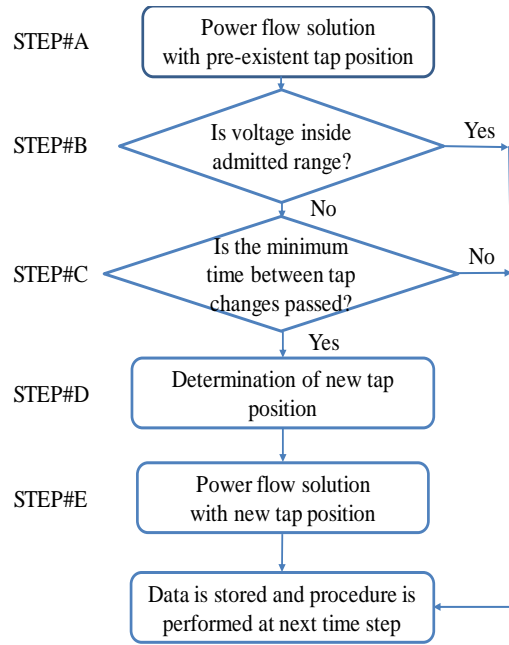 STEP#A
Power flow solution
with pre-existent tap position
STEP#B
Is voltage inside
admitted range?
Yes
No
STEP#C
Is the minimum
time between tap
changes passed?
No
Yes
STEP#D
Determination of new tap
position
STEP#E
Power flow solution
with new tap position
Data is stored and procedure is
performed at next time step